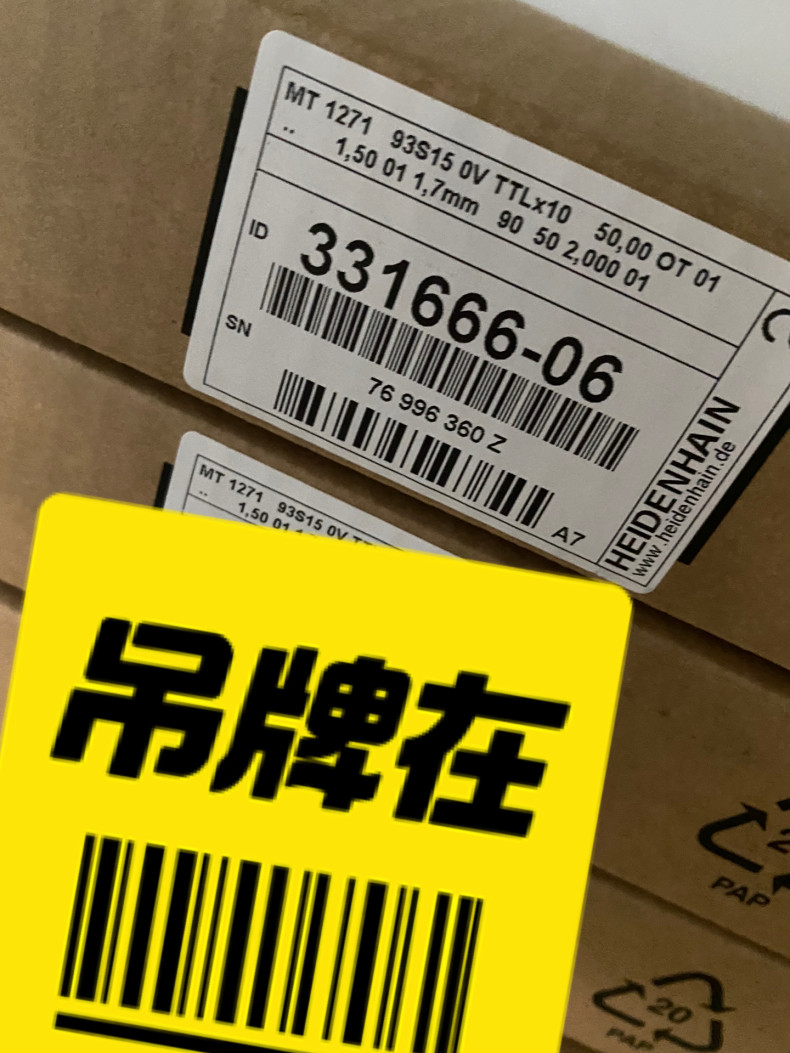 MT 1271 93S15 0V TTLx10 50,00 OT 01
.. 1,50 01 1,7mm 90 50 2,000 01
ID 331666-06
SN
76 996 360 Z
A7
HEIDENHAIN
www.heidenhain.de
MT 1271 93S15 0V
.. 1,50 01
吊牌在
PAP
20
PAP